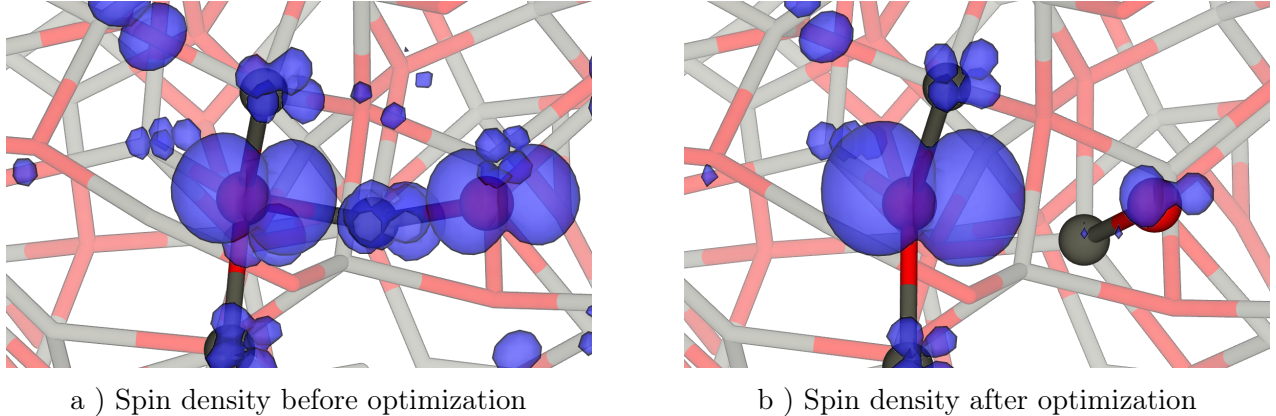 a ) Spin density before optimization
b ) Spin density after optimization